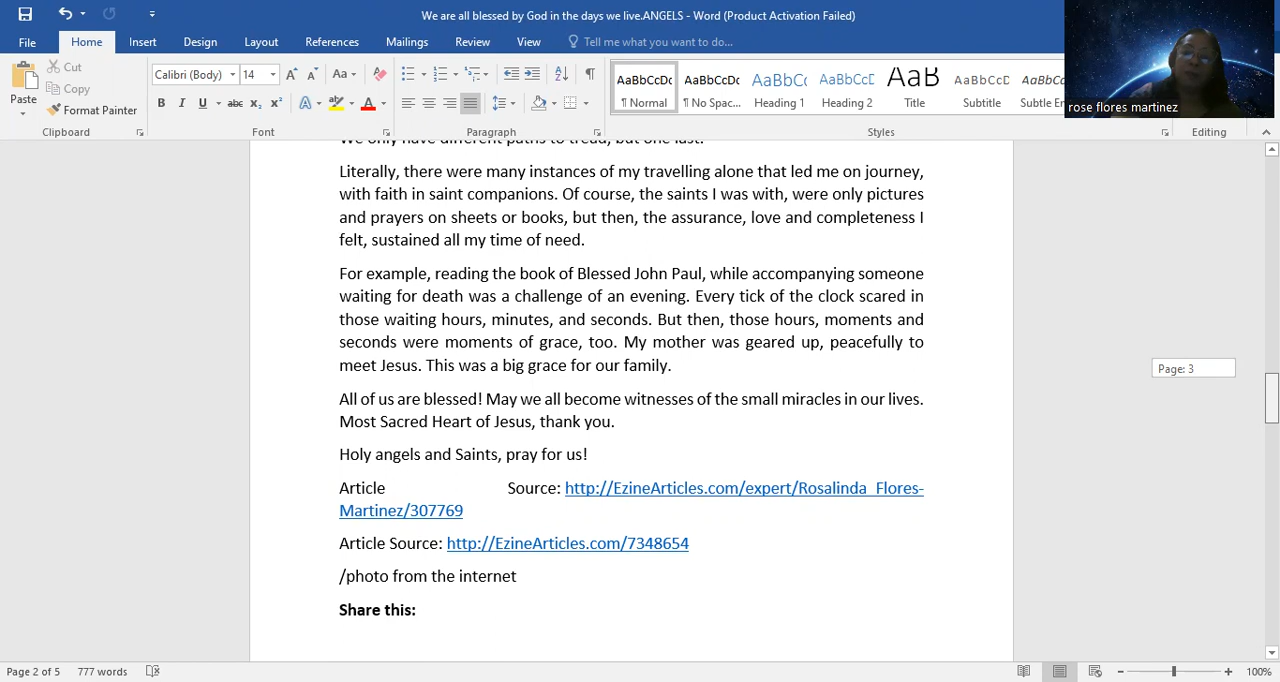 We are all blessed by God in the days we live.ANGELS - Word (Product Activation Failed)
File Home Insert Design Layout References Mailings Review View Tell me what you want to do...
Cut
Copy
Format Painter
Paste
Calibri (Body) 14
AaBbCcDc AaBbCcDc AaBbCc AaBbCcD AaB AaBbCcD AaBbCc
¶ Normal ¶ No Spac... Heading 1 Heading 2 Title Subtitle Subtle Em
Clipboard Font Paragraph Styles Editing
rose flores martinez
We only have different paths to tread, but one last.
Literally, there were many instances of my travelling alone that led me on journey,
with faith in saint companions. Of course, the saints I was with, were only pictures
and prayers on sheets or books, but then, the assurance, love and completeness I
felt, sustained all my time of need.
For example, reading the book of Blessed John Paul, while accompanying someone
waiting for death was a challenge of an evening. Every tick of the clock scared in
those waiting hours, minutes, and seconds. But then, those hours, moments and
seconds were moments of grace, too. My mother was geared up, peacefully to
meet Jesus. This was a big grace for our family.
All of us are blessed! May we all become witnesses of the small miracles in our lives.
Most Sacred Heart of Jesus, thank you.
Holy angels and Saints, pray for us!
Article Source: http://EzineArticles.com/expert/Rosalinda_Flores-
Martinez/307769
Article Source: http://EzineArticles.com/7348654
/photo from the internet
Share this:
Page: 3
Page 2 of 5 777 words
100%